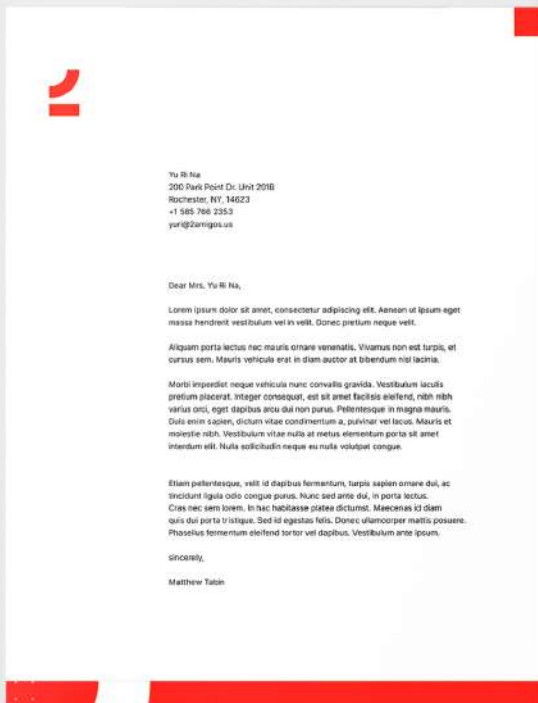 Yu Ri Na
200 Park Point Dr. Unit 201B
Rochester, NY, 14623
+1 585 766 2353
yuri@2amigos.us
Dear Mrs. Yu Ri Na,
Lorem ipsum dolor sit amet, consectetur adipiscing elit. Aenean ut ipsum eget
massa hendrerit vestibulum vel in velit. Donec pretium neque velit.
Aliquam porta lectus nec mauris ornare venenatis. Vivamus non est turpis, et
cursus sem. Mauris vehicula erat in diam auctor at bibendum nisl lacinia.
Morbi imperdiet neque vehicula nunc convallis gravida. Vestibulum iaculis
pretium placerat. Integer consequat, est sit amet facilisis eleifend, nibh nibh
varius orci, eget dapibus arcu dui non purus. Pellentesque in magna mauris.
Duis enim sapien, dictum vitae condimentum a, pulvinar vel lacus. Mauris et
molestie nibh. Vestibulum vitae nulla at metus elementum porta sit amet
interdum elit. Nulla sollicitudin neque eu nulla volutpat congue.
Etiam pellentesque, velit id dapibus fermentum, turpis sapien ornare dui, ac
tincidunt ligula odio congue purus. Nunc sed ante dui, in porta lectus.
Cras nec sem lorem. In hac habitasse platea dictumst. Maecenas id diam
quis dui porta tristique. Sed id egestas felis. Donec ullamcorper mattis posuere.
Phasellus fermentum eleifend tortor vel dapibus. Vestibulum ante ipsum.
sincerely,
Matthew Tabin